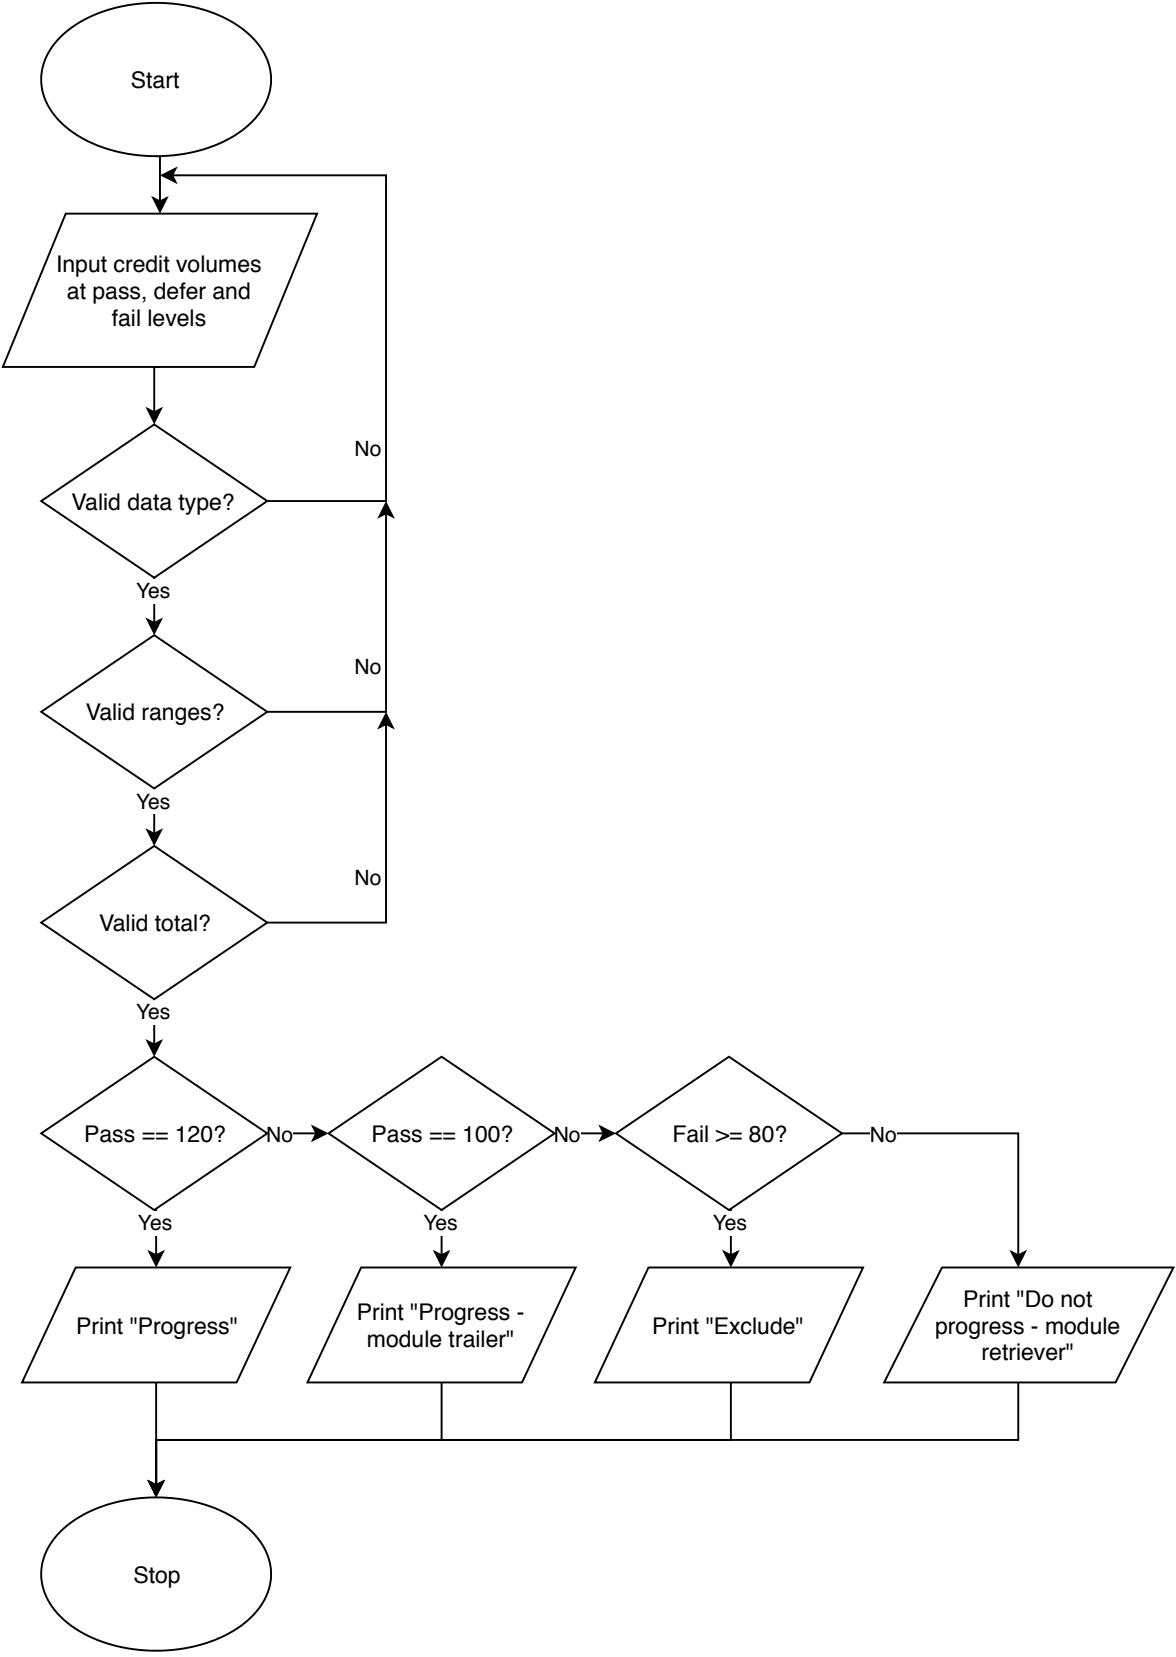 Start
Input credit volumes
at pass, defer and
fail levels
No
Valid data type?
Yes
No
Valid ranges?
Yes
No
Valid total?
Yes
Pass == 120?
No
Pass == 100?
No
Fail >= 80?
No
Yes
Yes
Yes
Print "Progress"
Print "Progress -
module trailer"
Print "Exclude"
Print "Do not
progress - module
retriever"
Stop